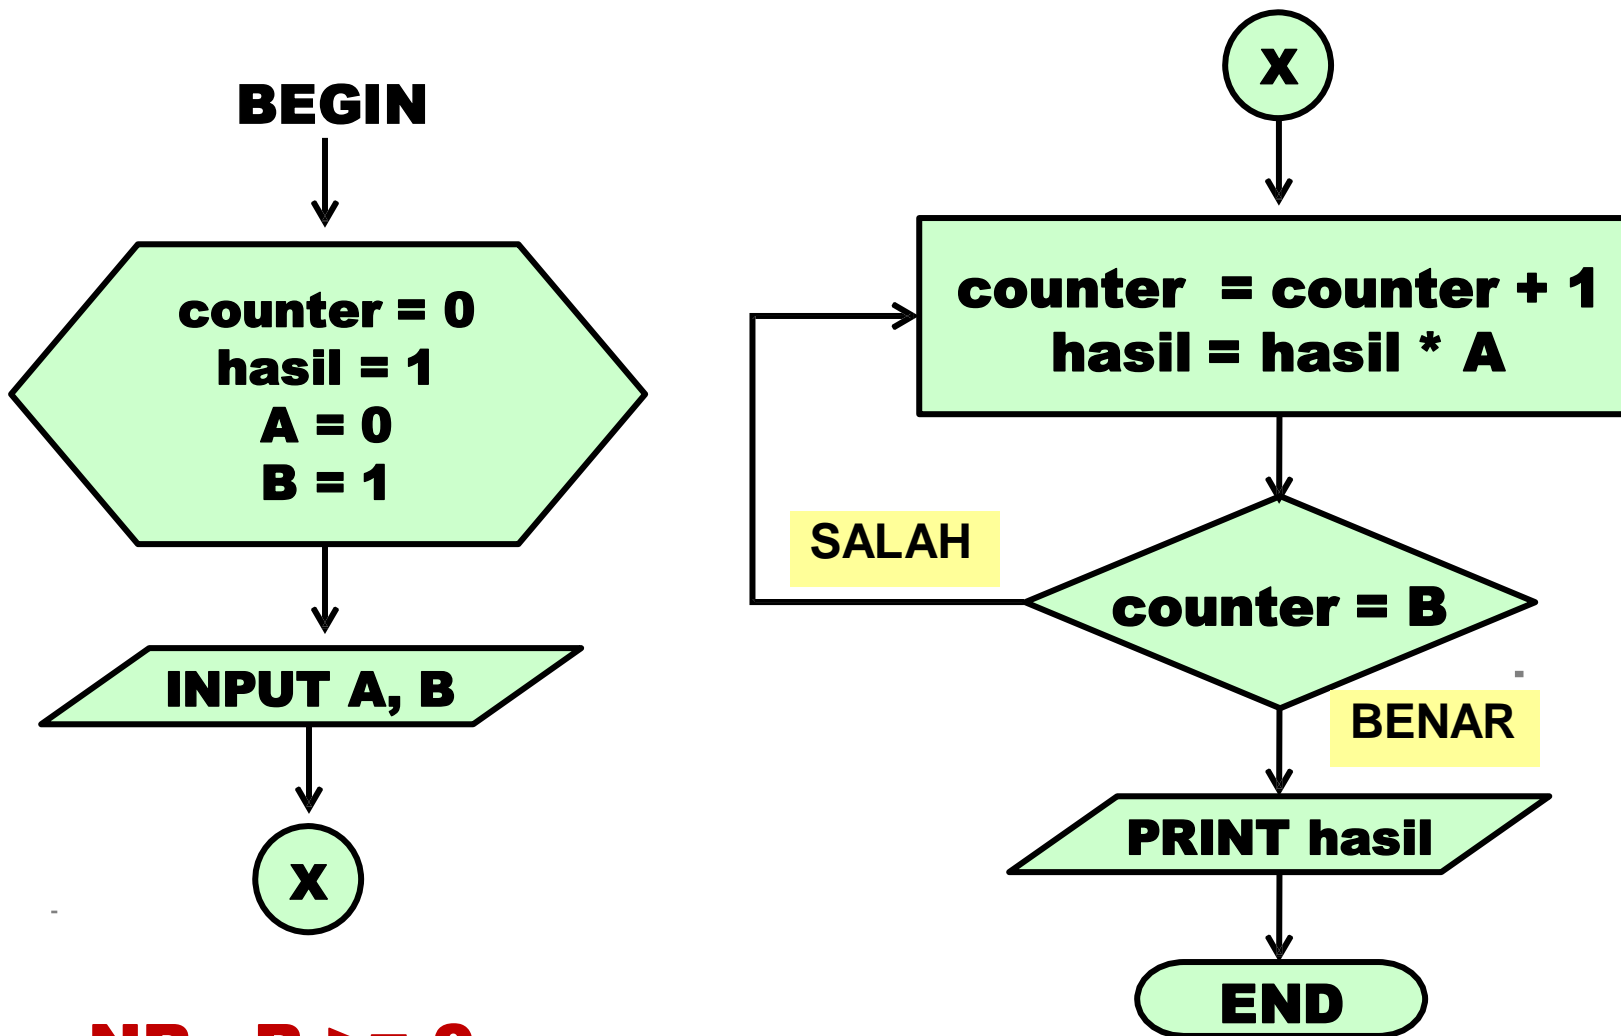 BEGIN
counter = 0
hasil = 1
A = 0
B = 1
INPUT A, B
X
X
counter = counter + 1
hasil = hasil * A
SALAH
counter = B
BENAR
PRINT hasil
END